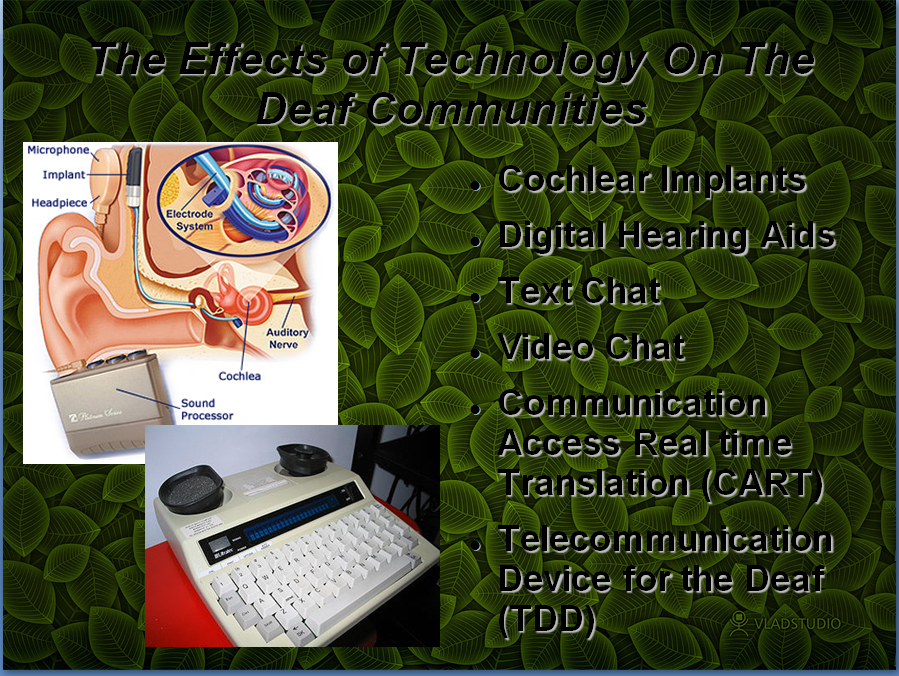 The Effects of Technology On The
Deaf Communities
Microphone
Implant
Headpiece
Electrode
System
Auditory
Nerve
Cochlea
Sound
Processor
Platinum Series
Cochlear Implants
Digital Hearing Aids
Text Chat
Video Chat
Communication
Access Real time
Translation (CART)
Telecommunication
Device for the Deaf
(TDD)
VLADSTUDIO